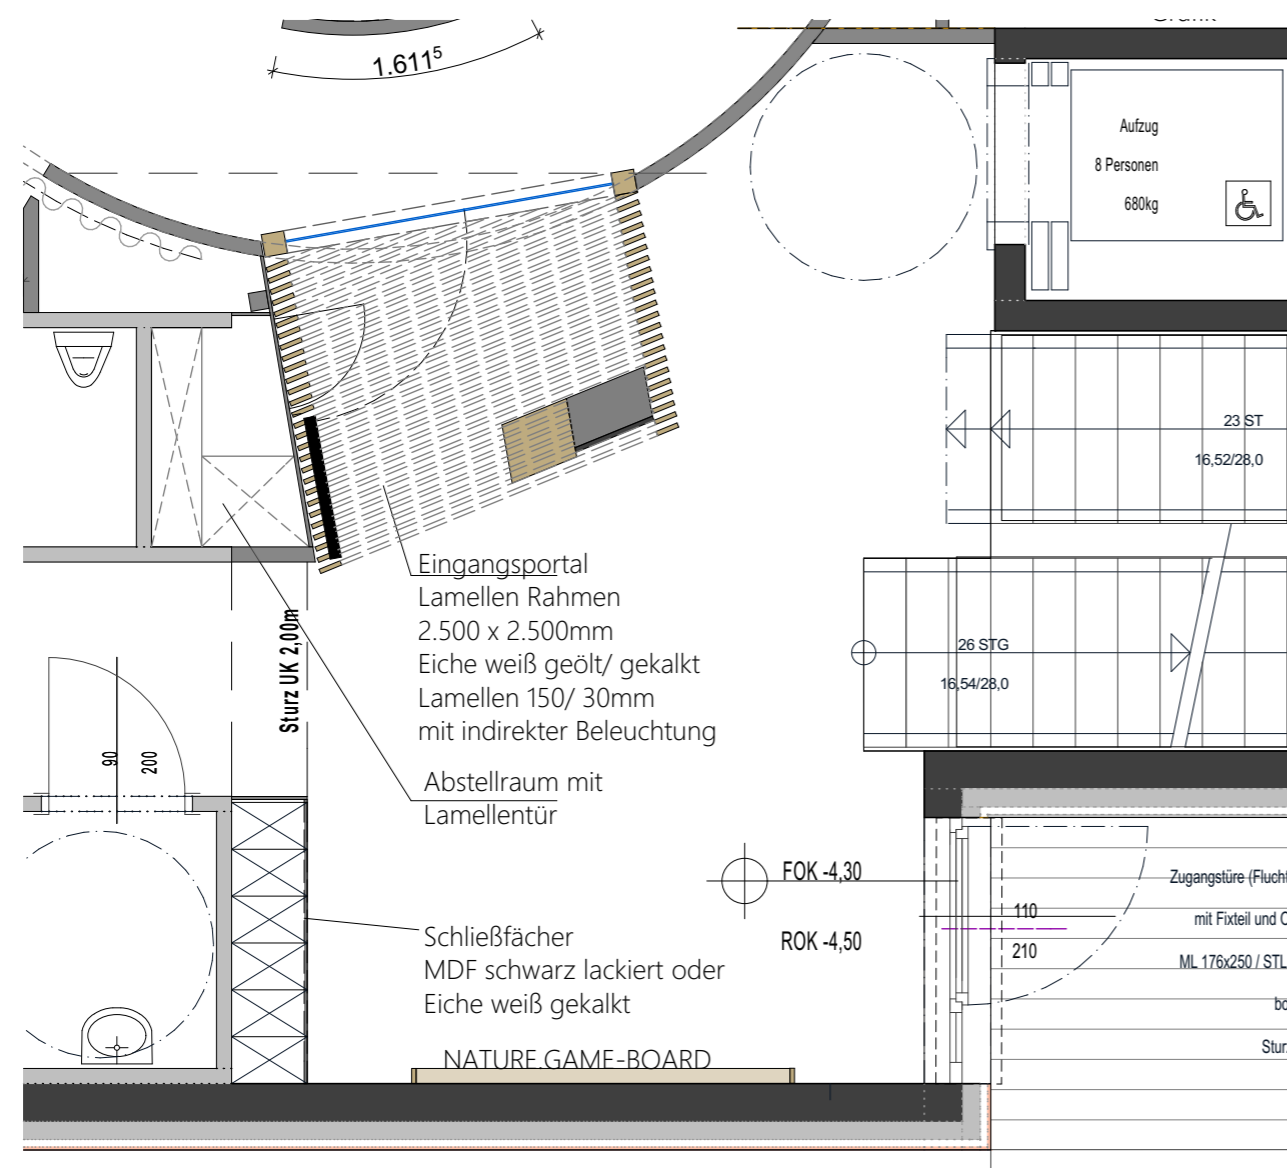 1.611⁵
Aufzug
8 Personen
680kg
23 ST
16,52/28,0
Eingangsportal
Lamellen Rahmen
2.500 x 2.500mm
Eiche weiß geölt/ gekalkt
Lamellen 150/ 30mm
mit indirekter Beleuchtung
Sturz UK 2,00m
26 STG
16,54/28,0
90
200
Abstellraum mit
Lamellentür
FOK -4,30
ROK -4,50
Zugangstüre (Flucht
110
mit Fixteil und
210
ML 176x250 / STL
Schließfächer
MDF schwarz lackiert oder
Eiche weiß gekalkt
Stur
NATURE.GAME-BOARD